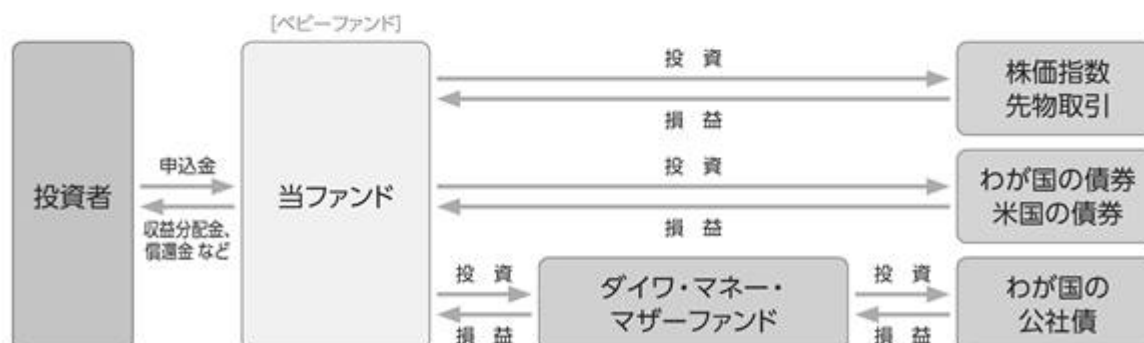 [ベビーファンド]
投資者
申込金
収益分配金、
償還金 など
当ファンド
投 資
損 益
株価指数
先物取引
投 資
損 益
わが国の債券
米国の債券
投 資
損 益
ダイワ・マネー・
マザーファンド
投 資
損 益
わが国の
公社債